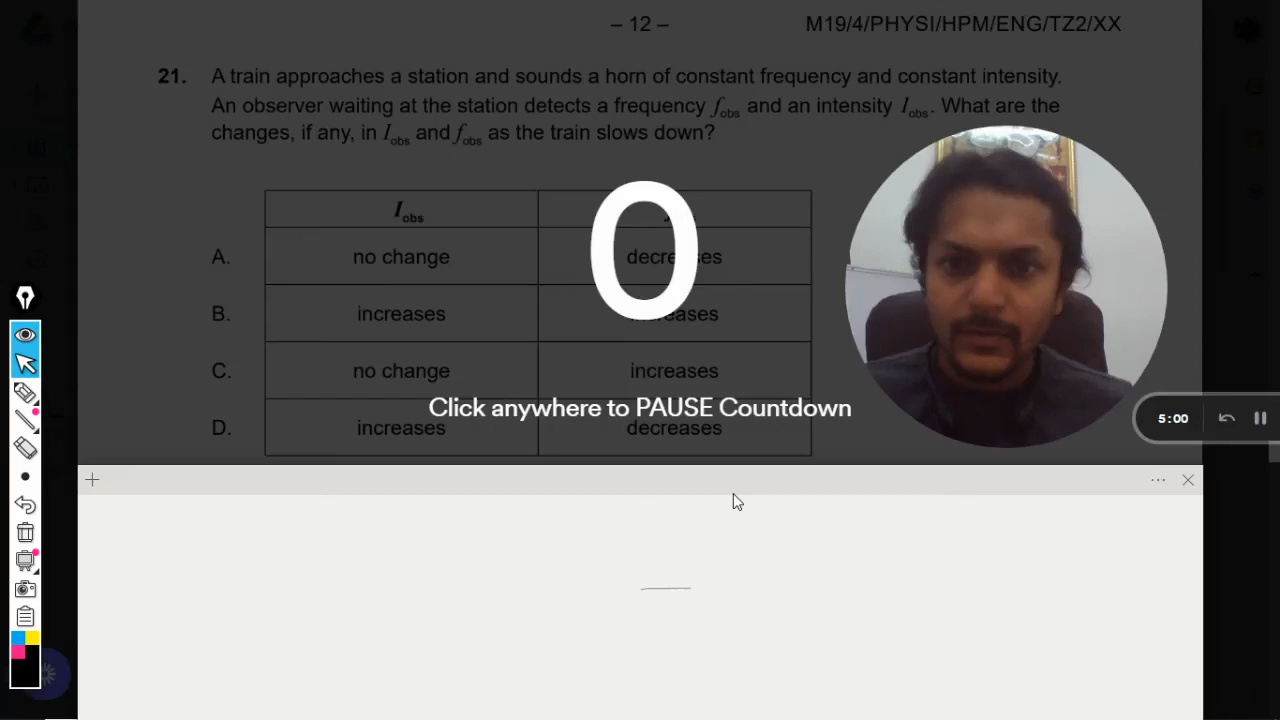 – 12 –
M19/4/PHYSI/HPM/ENG/TZ2/XX
21. A train approaches a station and sounds a horn of constant frequency and constant intensity.
An observer waiting at the station detects a frequency fobs and an intensity Iobs. What are the
changes, if any, in Iobs and fobs as the train slows down?
Iobs
A. no change decreases
B. increases increases
C. no change increases
D. increases decreases
0
Click anywhere to PAUSE Countdown
5:00